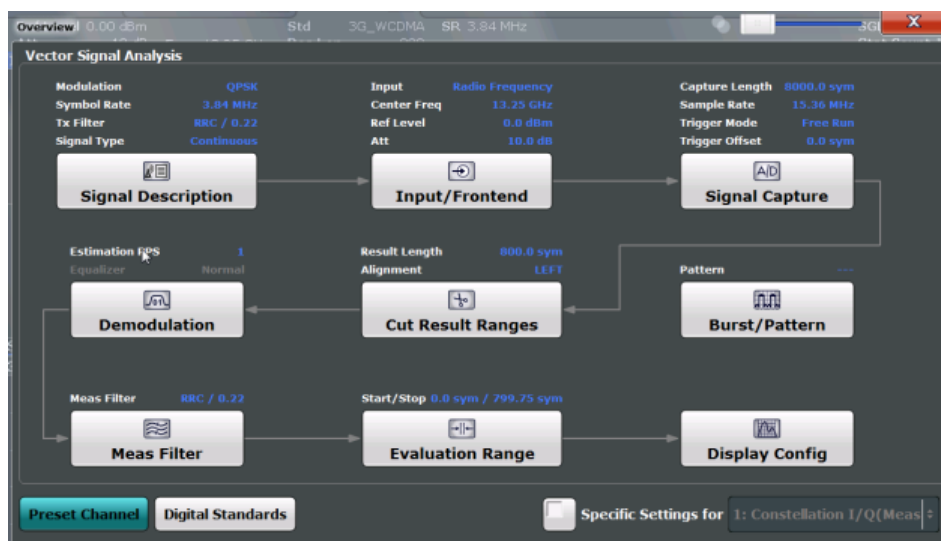 Overview 0.00 dBm Std 3G_WCDMA SR 3.84 MHz SGL
Vector Signal Analysis
Modulation QPSK Input Radio Frequency Capture Length 8000.0 sym
Symbol Rate 3.84 MHz Center Freq 13.25 GHz Sample Rate 15.36 MHz
Tx Filter RRC / 0.22 Ref Level 0.0 dBm Trigger Mode Free Run
Signal Type Continuous Att 10.0 dB Trigger Offset 0.0 sym
A/D
Signal Description Input/Frontend Signal Capture
Estimation PPS 1 Result Length 800.0 sym
Equalizer Normal Alignment LEFT Pattern ---
Demodulation Cut Result Ranges Burst/Pattern
Meas Filter RRC / 0.22 Start/Stop 0.0 sym / 799.75 sym
Meas Filter Evaluation Range Display Config
Preset Channel Digital Standards Specific Settings for 1: Constellation I/Q(Meas